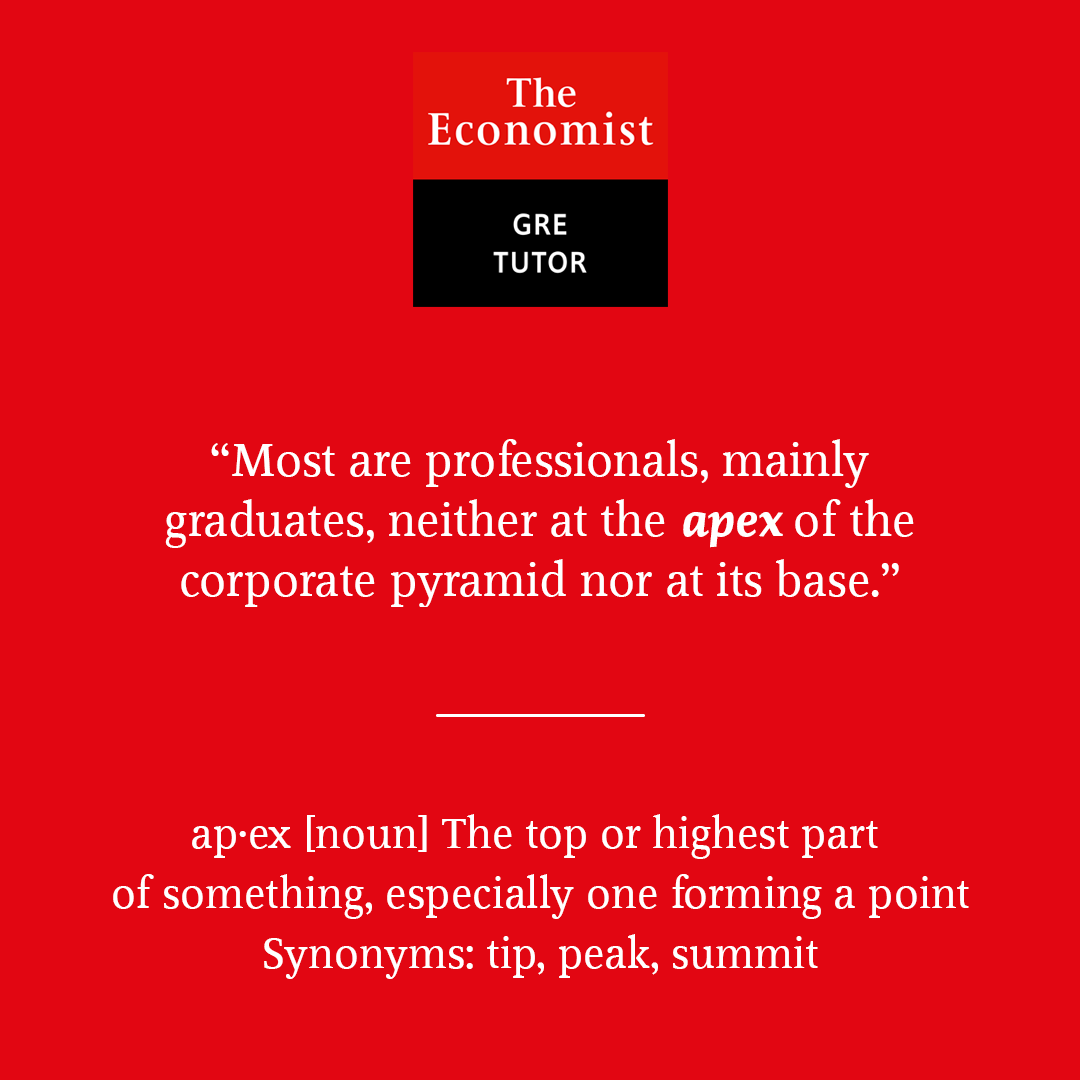 The
Economist
GRE
TUTOR
“Most are professionals, mainly
graduates, neither at the apex of the
corporate pyramid nor at its base.”
ap·ex [noun] The top or highest part
of something, especially one forming a point
Synonyms: tip, peak, summit